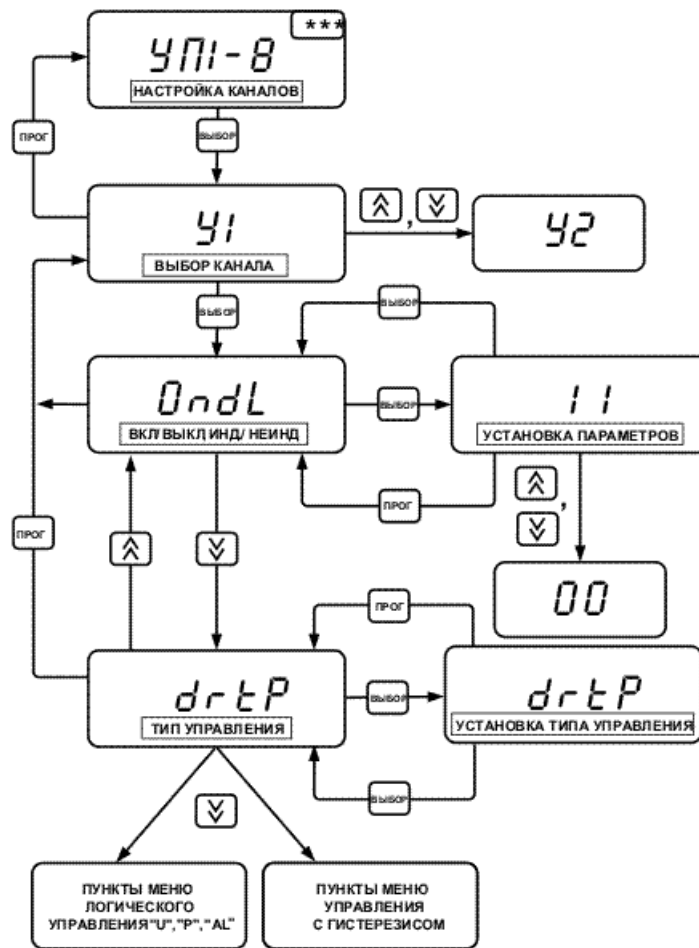 ***
УП1-8
НАСТРОЙКА КАНАЛОВ
ПРОГ
ВЫБОР
У1
ВЫБОР КАНАЛА
,
У2
ВЫБОР
ВЫБОР
OndL
ВКЛ/ВЫКЛ,ИНД/ НЕИНД
ВЫБОР
11
УСТАНОВКА ПАРАМЕТРОВ
ПРОГ
,
ПРОГ
00
ПРОГ
drtP
ТИП УПРАВЛЕНИЯ
ВЫБОР
drtP
УСТАНОВКА ТИПА УПРАВЛЕНИЯ
ВЫБОР
ПУНКТЫ МЕНЮ
ЛОГИЧЕСКОГО
УПРАВЛЕНИЯ"U","P","AL"
ПУНКТЫ МЕНЮ
УПРАВЛЕНИЯ
С ГИСТЕРЕЗИСОМ